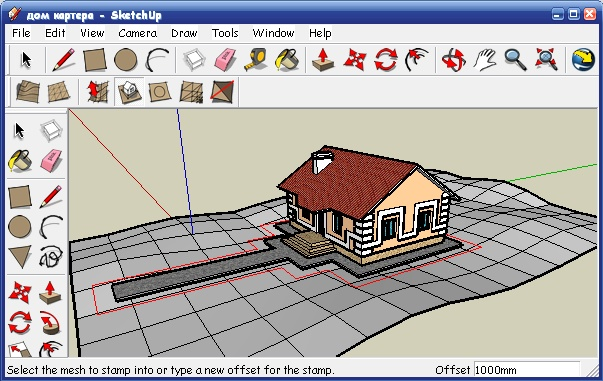 дом картера - SketchUp
File Edit View Camera Draw Tools Window Help
Select the mesh to stamp into or type a new offset for the stamp. Offset 1000mm